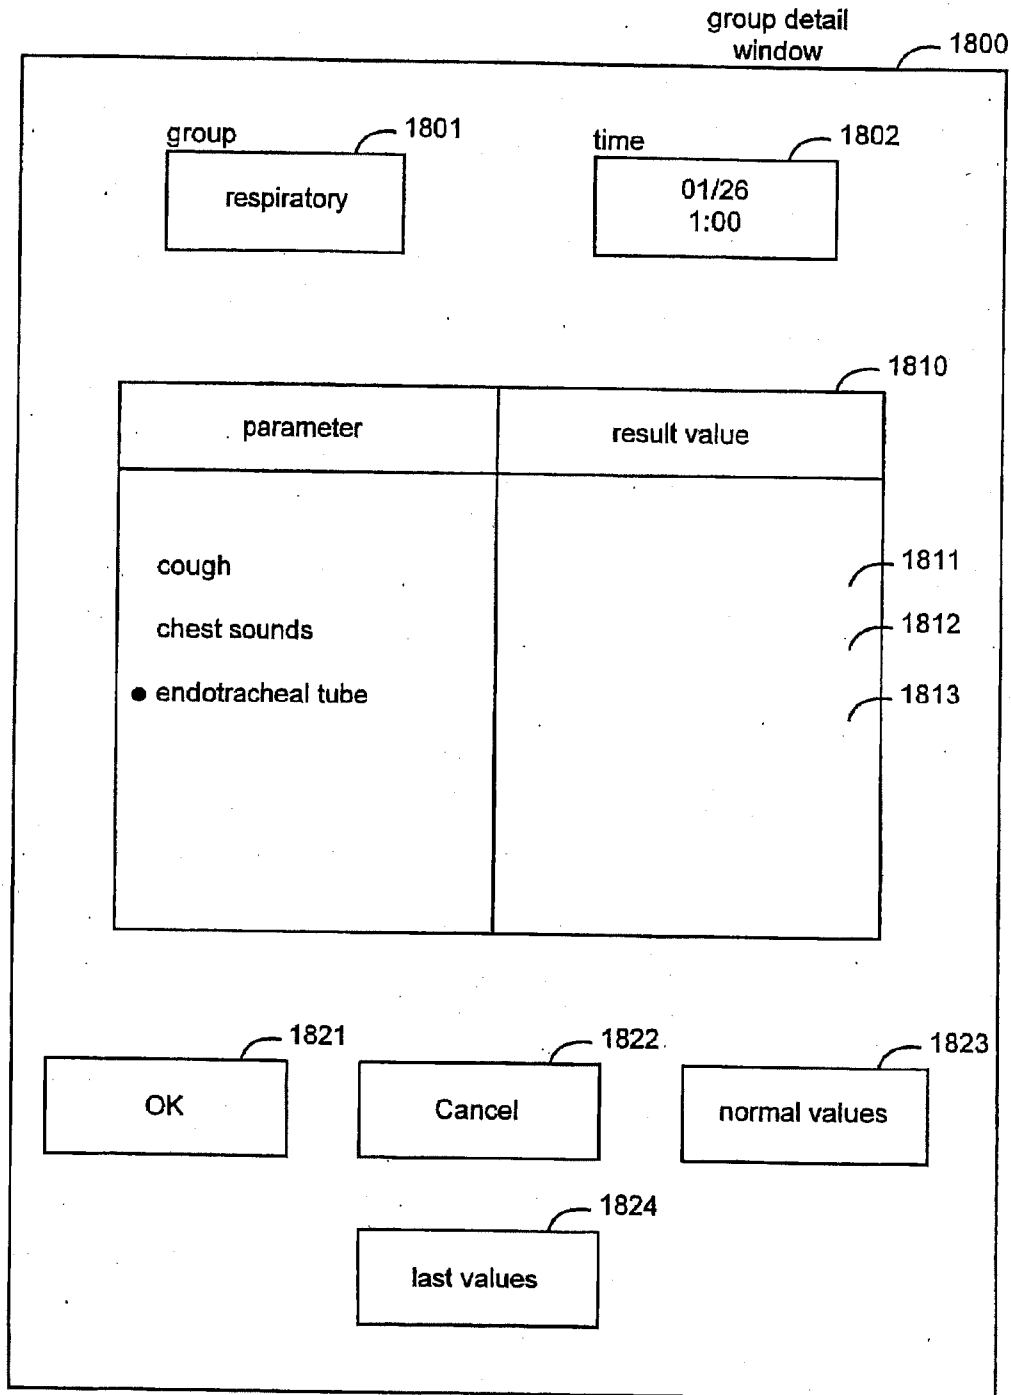 group detail
window
1800
group
1801
respiratory
time
1802
01/26
1:00
1810
parameter
result value
cough
1811
chest sounds
1812
● endotracheal tube
1813
1821
OK
1822
Cancel
1823
normal values
1824
last values